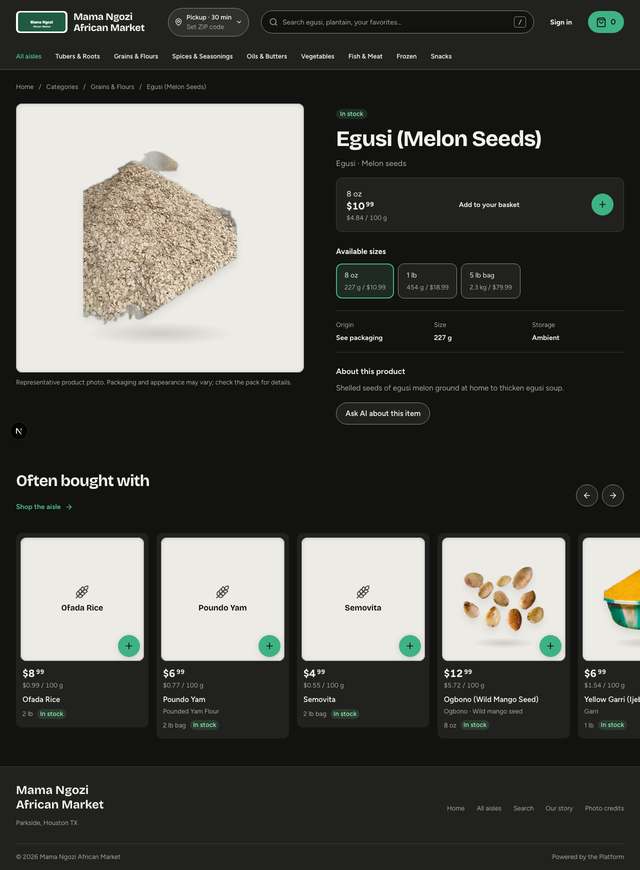 Mama Ngozi
African Market
Mama Ngozi
African Market
Pickup · 30 min
Set ZIP code
Search egusi, plantain, your favorites...
/
Sign in
0
All aisles
Tubers & Roots
Grains & Flours
Spices & Seasonings
Oils & Butters
Vegetables
Fish & Meat
Frozen
Snacks
Home / Categories / Grains & Flours / Egusi (Melon Seeds)
In stock
Egusi (Melon Seeds)
Egusi · Melon seeds
8 oz
$10 99
$4.84 / 100 g
Add to your basket
Available sizes
8 oz
227 g / $10.99
1 lb
454 g / $18.99
5 lb bag
2.3 kg / $79.99
Origin
See packaging
Size
227 g
Storage
Ambient
About this product
Shelled seeds of egusi melon ground at home to thicken egusi soup.
Ask AI about this item
Representative product photo. Packaging and appearance may vary; check the pack for details.
N
Often bought with
Shop the aisle
Ofada Rice
$8 99
$0.99 / 100 g
Ofada Rice
2 lb In stock
Poundo Yam
$6 99
$0.77 / 100 g
Poundo Yam
Pounded Yam Flour
2 lb bag In stock
Semovita
$4 99
$0.55 / 100 g
Semovita
2 lb bag In stock
$12 99
$5.72 / 100 g
Ogbono (Wild Mango Seed)
Ogbono · Wild mango seed
8 oz In stock
$6 99
$1.54 / 100 g
Yellow Garri (Ije
Garri
1 lb In stock
Mama Ngozi
African Market
Parkside, Houston TX
Home
All aisles
Search
Our story
Photo credits
© 2026 Mama Ngozi African Market
Powered by the Platform